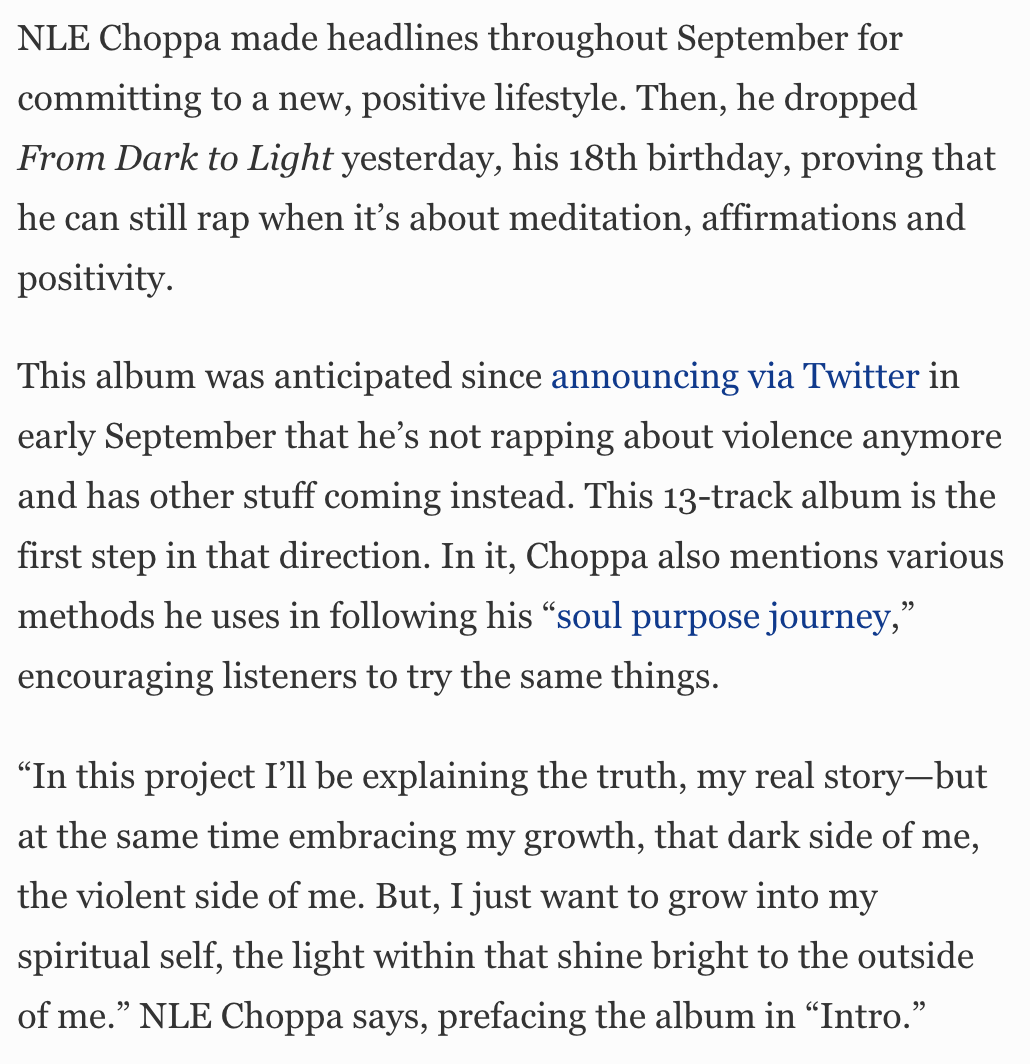 NLE Choppa made headlines throughout September for
committing to a new, positive lifestyle. Then, he dropped
From Dark to Light yesterday, his 18th birthday, proving that
he can still rap when it’s about meditation, affirmations and
positivity.
This album was anticipated since announcing via Twitter in
early September that he’s not rapping about violence anymore
and has other stuff coming instead. This 13-track album is the
first step in that direction. In it, Choppa also mentions various
methods he uses in following his “soul purpose journey,”
encouraging listeners to try the same things.
“In this project I’ll be explaining the truth, my real story—but
at the same time embracing my growth, that dark side of me,
the violent side of me. But, I just want to grow into my
spiritual self, the light within that shine bright to the outside
of me.” NLE Choppa says, prefacing the album in “Intro.”